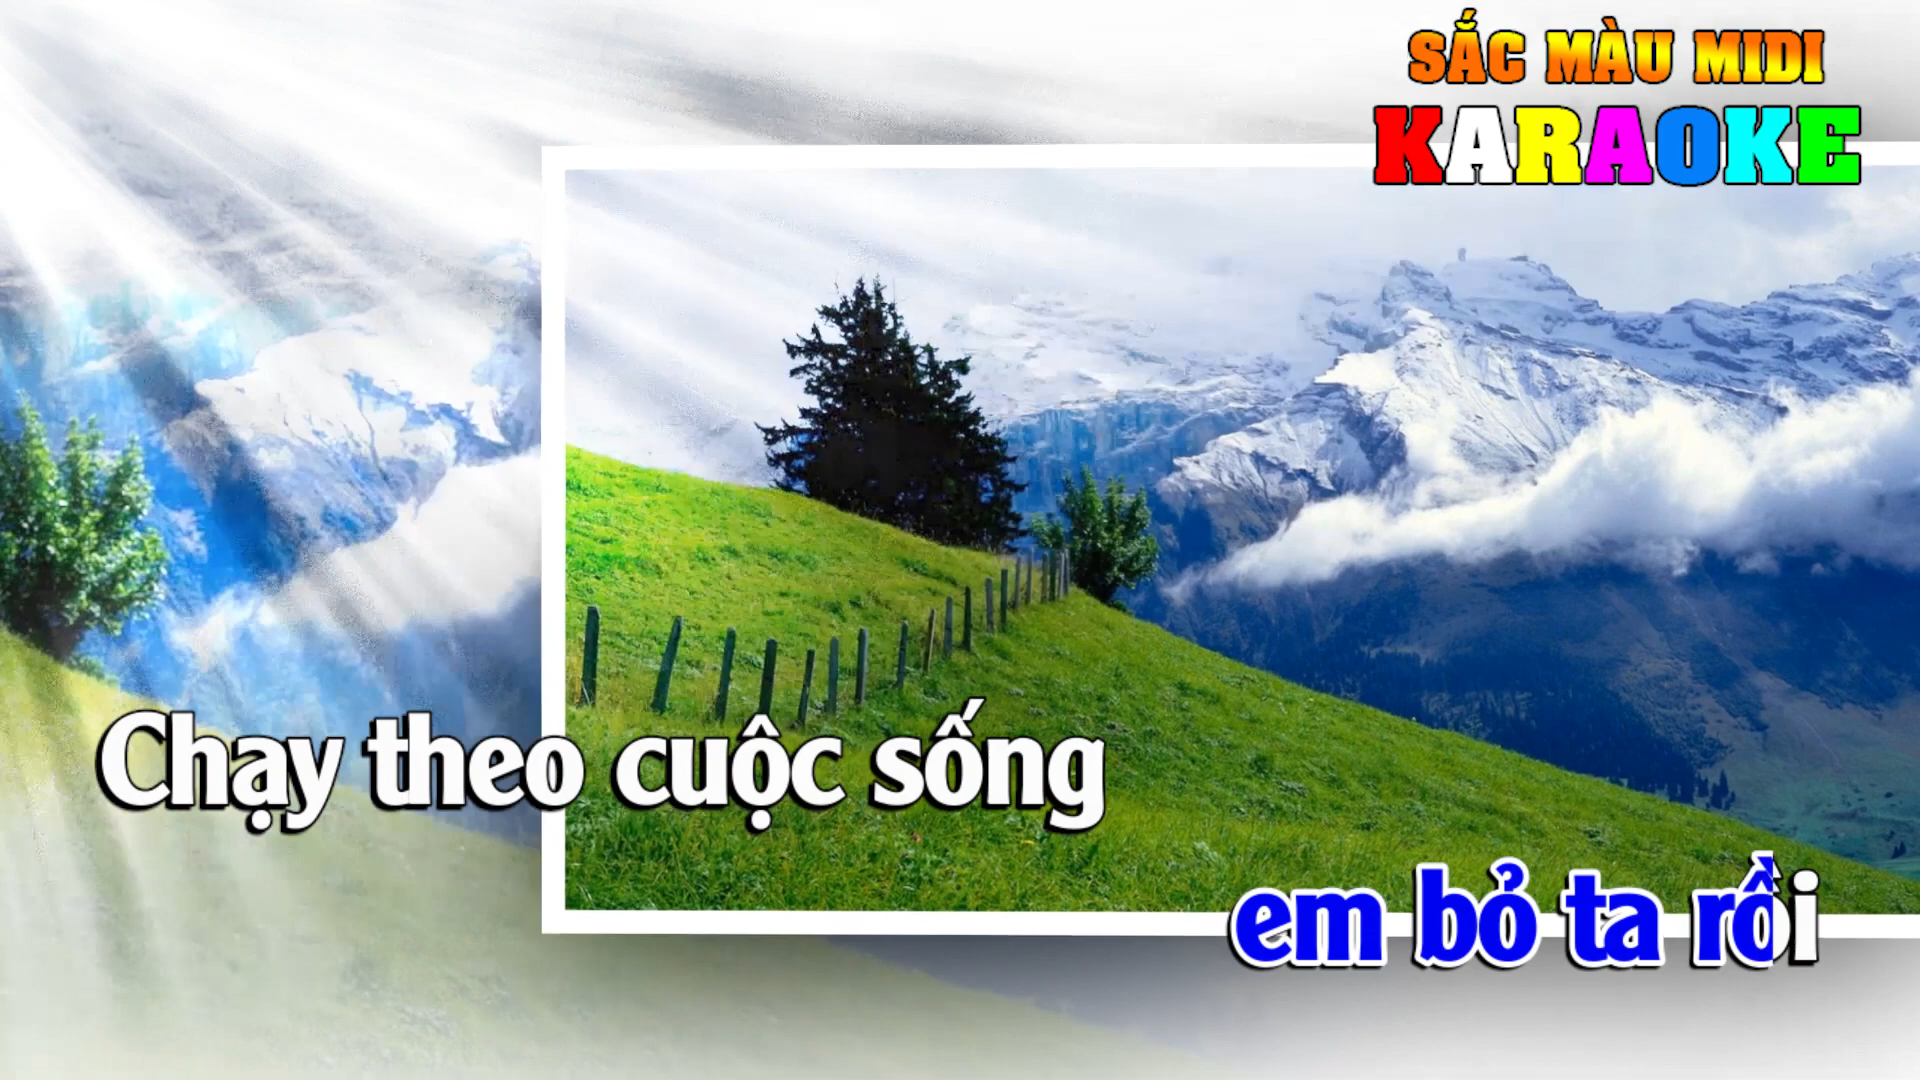 SẮC MÀU MIDI
KARAOKE
Chạy theo cuộc sống
em bỏ ta rồi